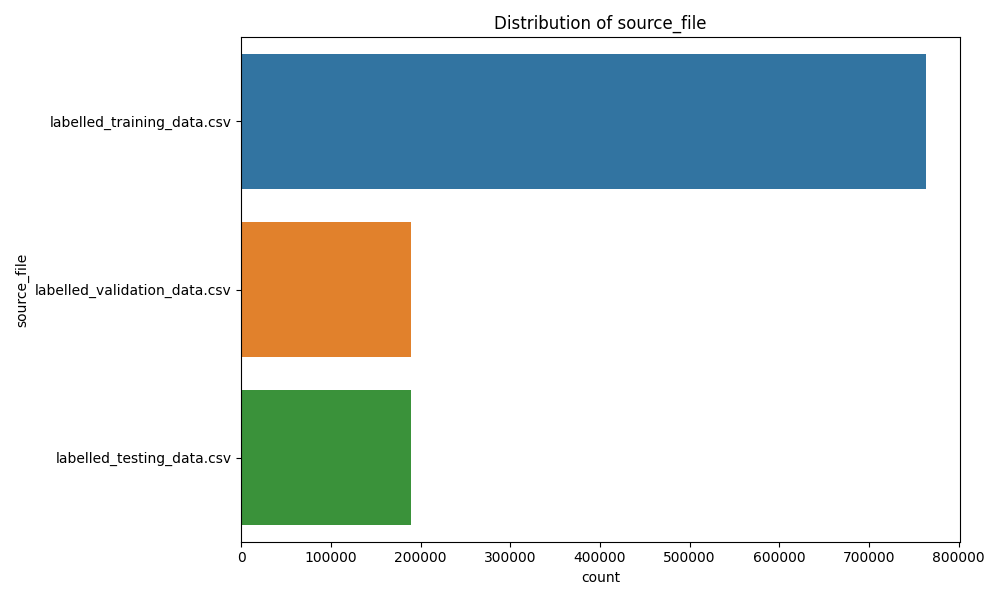 Distribution of source_file
source_file
labelled_training_data.csv
labelled_validation_data.csv
labelled_testing_data.csv
0 100000 200000 300000 400000 500000 600000 700000 800000
count